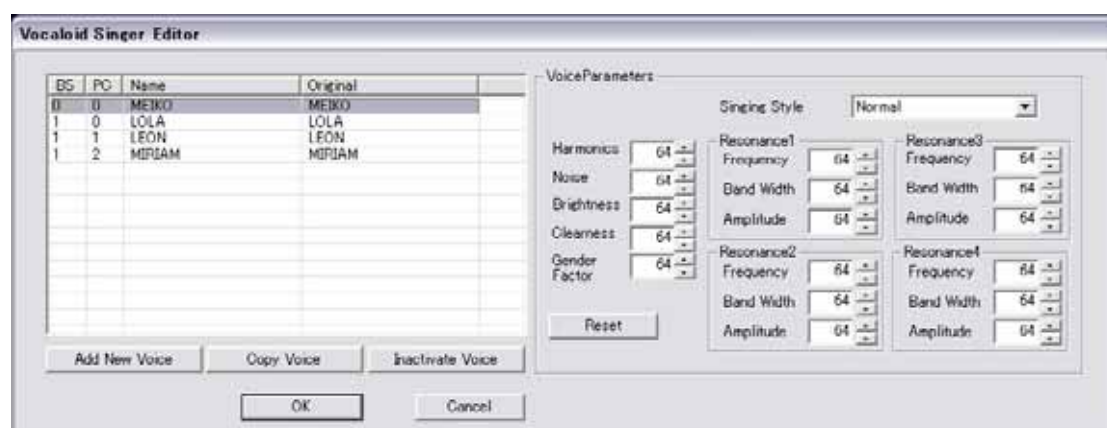 Vocaloid Singer Editor
BS PC Name Original
0 0 MEIKO MEIKO
1 0 LOLA LOLA
1 1 LEON LEON
1 2 MIRIAM MIRIAM
Add New Voice Copy Voice Inactivate Voice
OK Cancel
VoiceParameters
Singing Style Normal
Harmonics 64
Noise 64
Brightness 64
Clearness 64
Gender
Factor 64
Reset
Resonance1
Frequency 64
Band Width 64
Amplitude 64
Resonance3
Frequency 64
Band Width 64
Amplitude 64
Resonance2
Frequency 64
Band Width 64
Amplitude 64
Resonance4
Frequency 64
Band Width 64
Amplitude 64